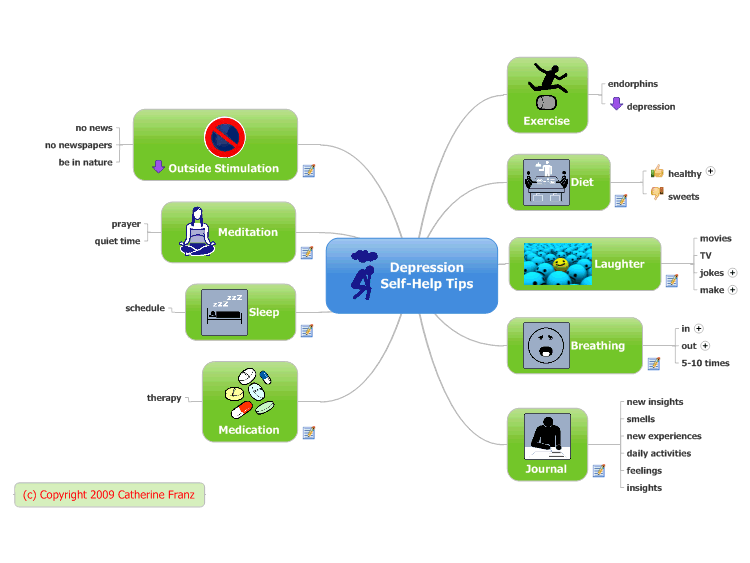 Depression
Self-Help Tips
Exercise
endorphins
depression
Diet
healthy
sweets
Laughter
movies
TV
jokes
make
Breathing
in
out
5-10 times
Journal
new insights
smells
new experiences
daily activities
feelings
insights
Outside Stimulation
no news
no newspapers
be in nature
Meditation
prayer
quiet time
zzZ
zzZ
Sleep
schedule
Medication
therapy
(c) Copyright 2009 Catherine Franz